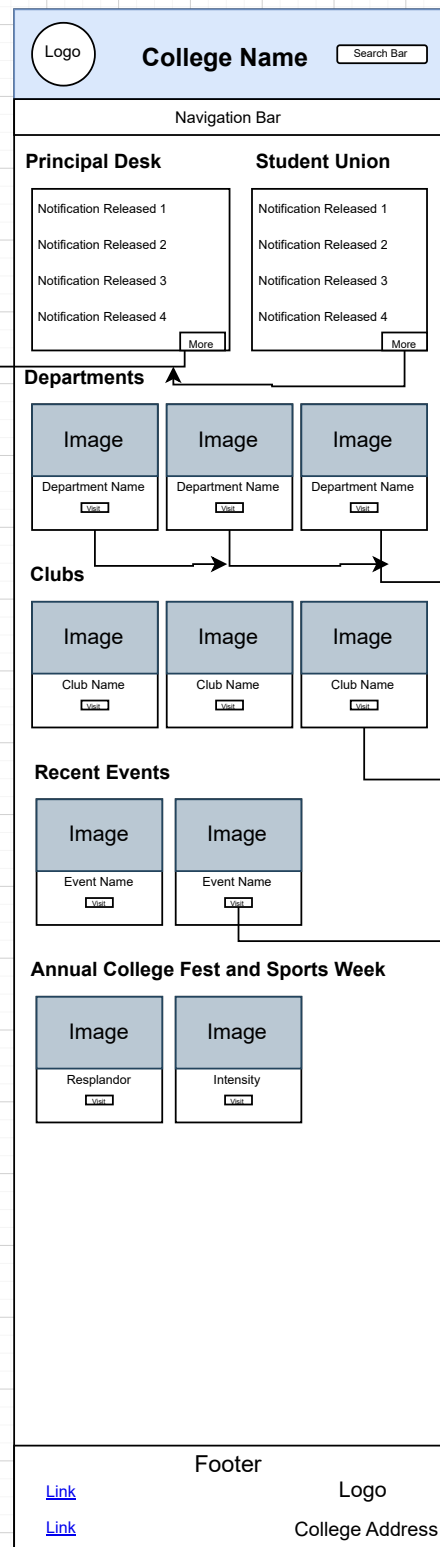 Logo
College Name
Search Bar
Navigation Bar
Principal Desk
Student Union
Notification Released 1
Notification Released 2
Notification Released 3
Notification Released 4
More
Notification Released 1
Notification Released 2
Notification Released 3
Notification Released 4
More
Departments
Image
Image
Image
Department Name
Department Name
Department Name
Visit
Visit
Visit
Clubs
Image
Image
Image
Club Name
Club Name
Club Name
Visit
Visit
Visit
Recent Events
Image
Image
Event Name
Event Name
Visit
Visit
Annual College Fest and Sports Week
Image
Image
Resplandor
Intensity
Visit
Visit
Footer
Link
Logo
Link
College Address